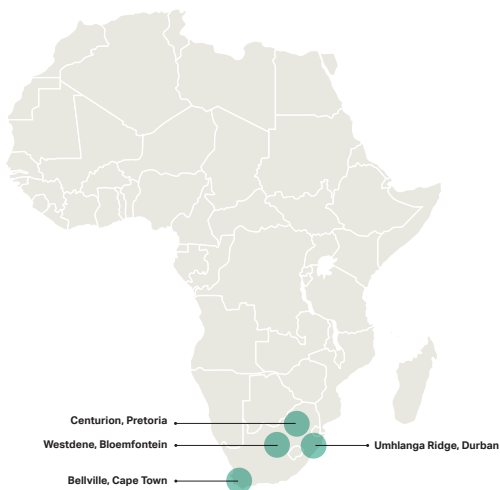 Centurion, Pretoria
Westdene, Bloemfontein
Umhlanga Ridge, Durban
Bellville, Cape Town